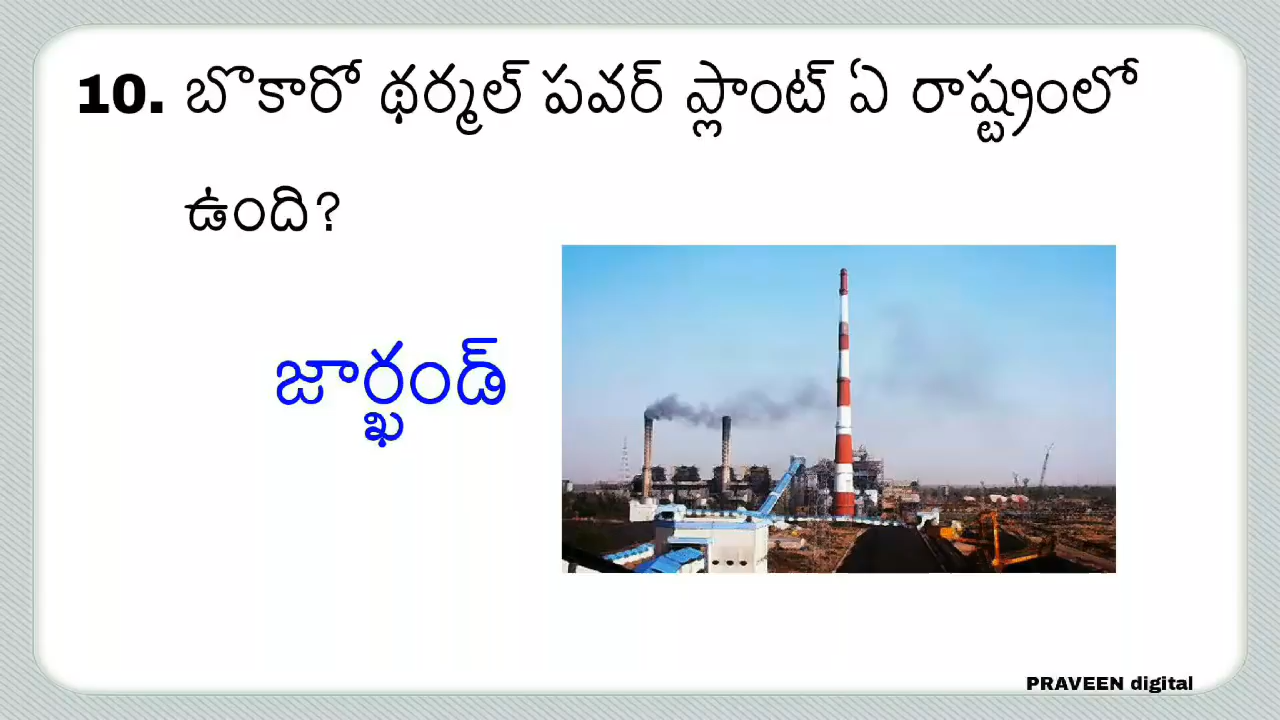 10. బొకారో థర్మల్ పవర్ ప్లాంట్ ఏ రాష్ట్రంలో
ఉంది?
జార్ఖండ్
PRAVEEN digital